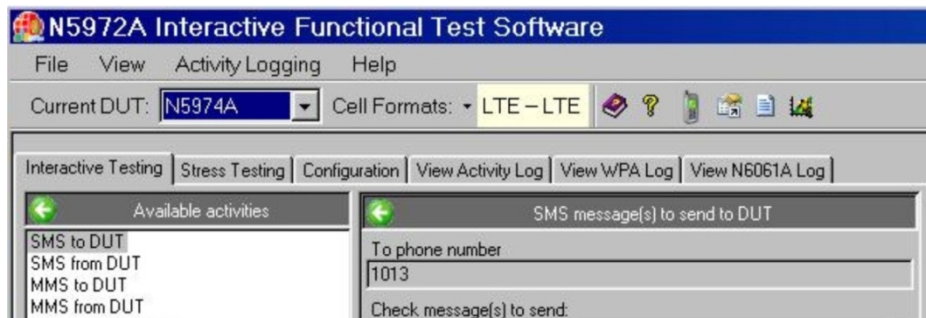 N5972A Interactive Functional Test Software
File View Activity Logging Help
Current DUT: N5974A Cell Formats: LTE – LTE
Interactive Testing Stress Testing Configuration View Activity Log View WPA Log View N6061A Log
Available activities
SMS to DUT
SMS from DUT
MMS to DUT
MMS from DUT
SMS message(s) to send to DUT
To phone number
1013
Check message(s) to send: